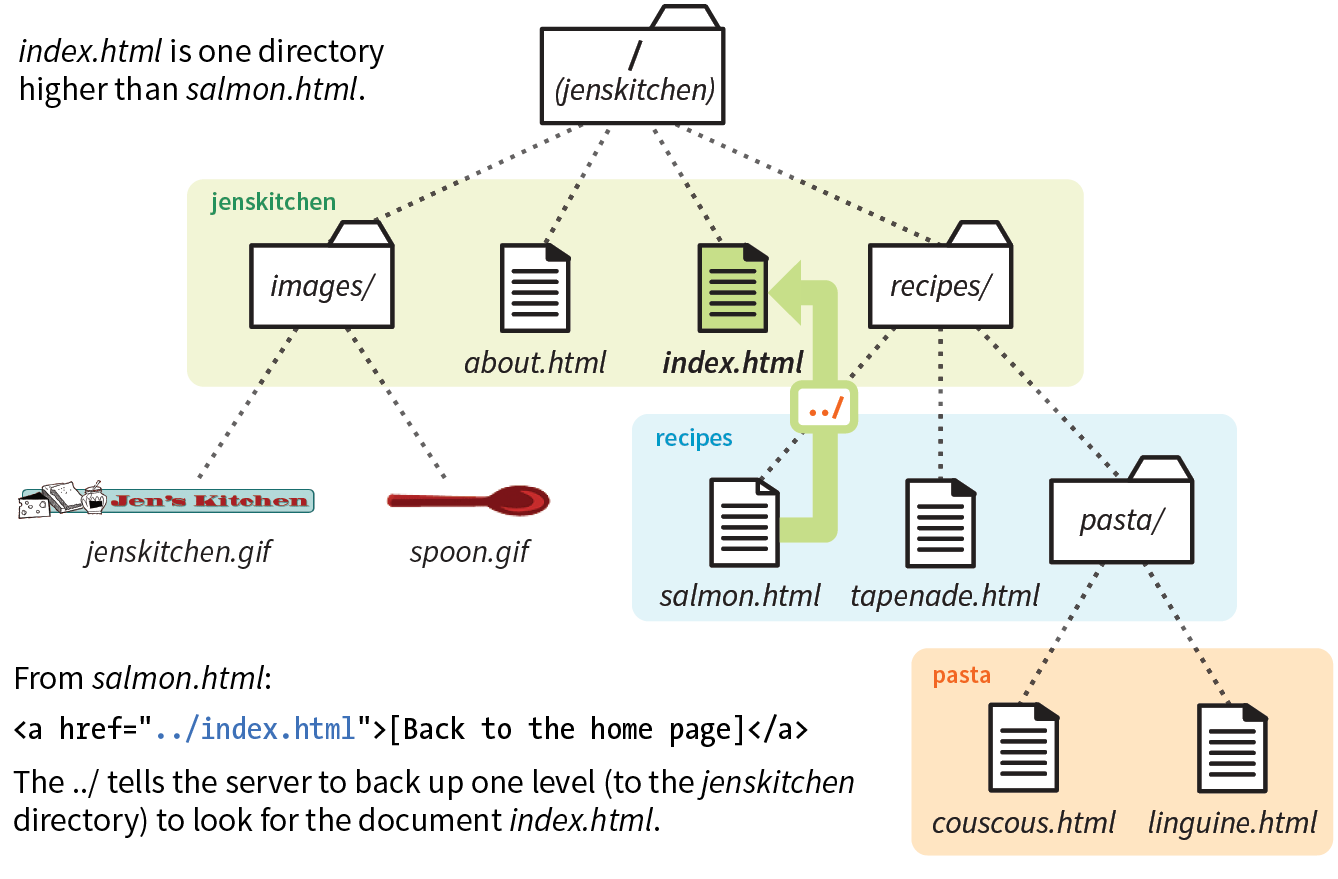 index.html is one directory
higher than salmon.html.
/
(jenskitchen)
jenskitchen
images/
about.html
index.html
recipes/
../
recipes
Jen's Kitchen
jenskitchen.gif
spoon.gif
salmon.html
tapenade.html
pasta/
From salmon.html:
<a href="../index.html">[Back to the home page]</a>
The ../ tells the server to back up one level (to the jenskitchen
directory) to look for the document index.html.
pasta
couscous.html
linguine.html